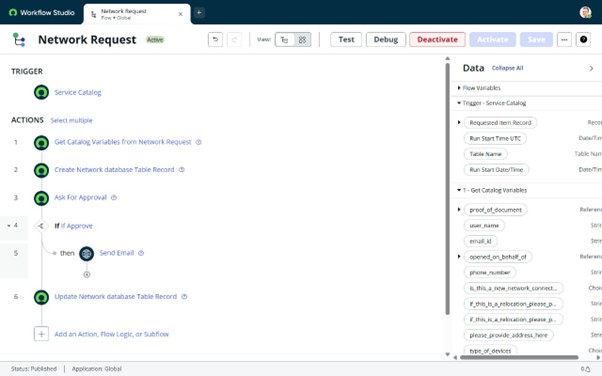 Workflow Studio
Network Request
Flow • Global
Network Request Active
View:
Test
Debug
Deactivate
Activate
Save
TRIGGER
Service Catalog
ACTIONS Select multiple
1 Get Catalog Variables from Network Request
2 Create Network database Table Record
3 Ask For Approval
4 If If Approve
5 then Send Email
6 Update Network database Table Record
Add an Action, Flow Logic, or Subflow
Data Collapse All
Flow Variables
Trigger - Service Catalog
Requested Item Record Recor
Run Start Time UTC Date/Tim
Table Name Table Nam
Run Start Date/Time Date/Tim
1 - Get Catalog Variables
proof_of_document Referenc
user_name Strin
email_id Strin
opened_on_behalf_of Referenc
phone_number Strin
is_this_a_new_network_connect... Choi
if_this_is_a_relocation_please_p... Strin
if_this_is_a_relocation_please_p... Strin
please_provide_address_here Strin
type_of_devices Choi
Status: Published
Application: Global
0